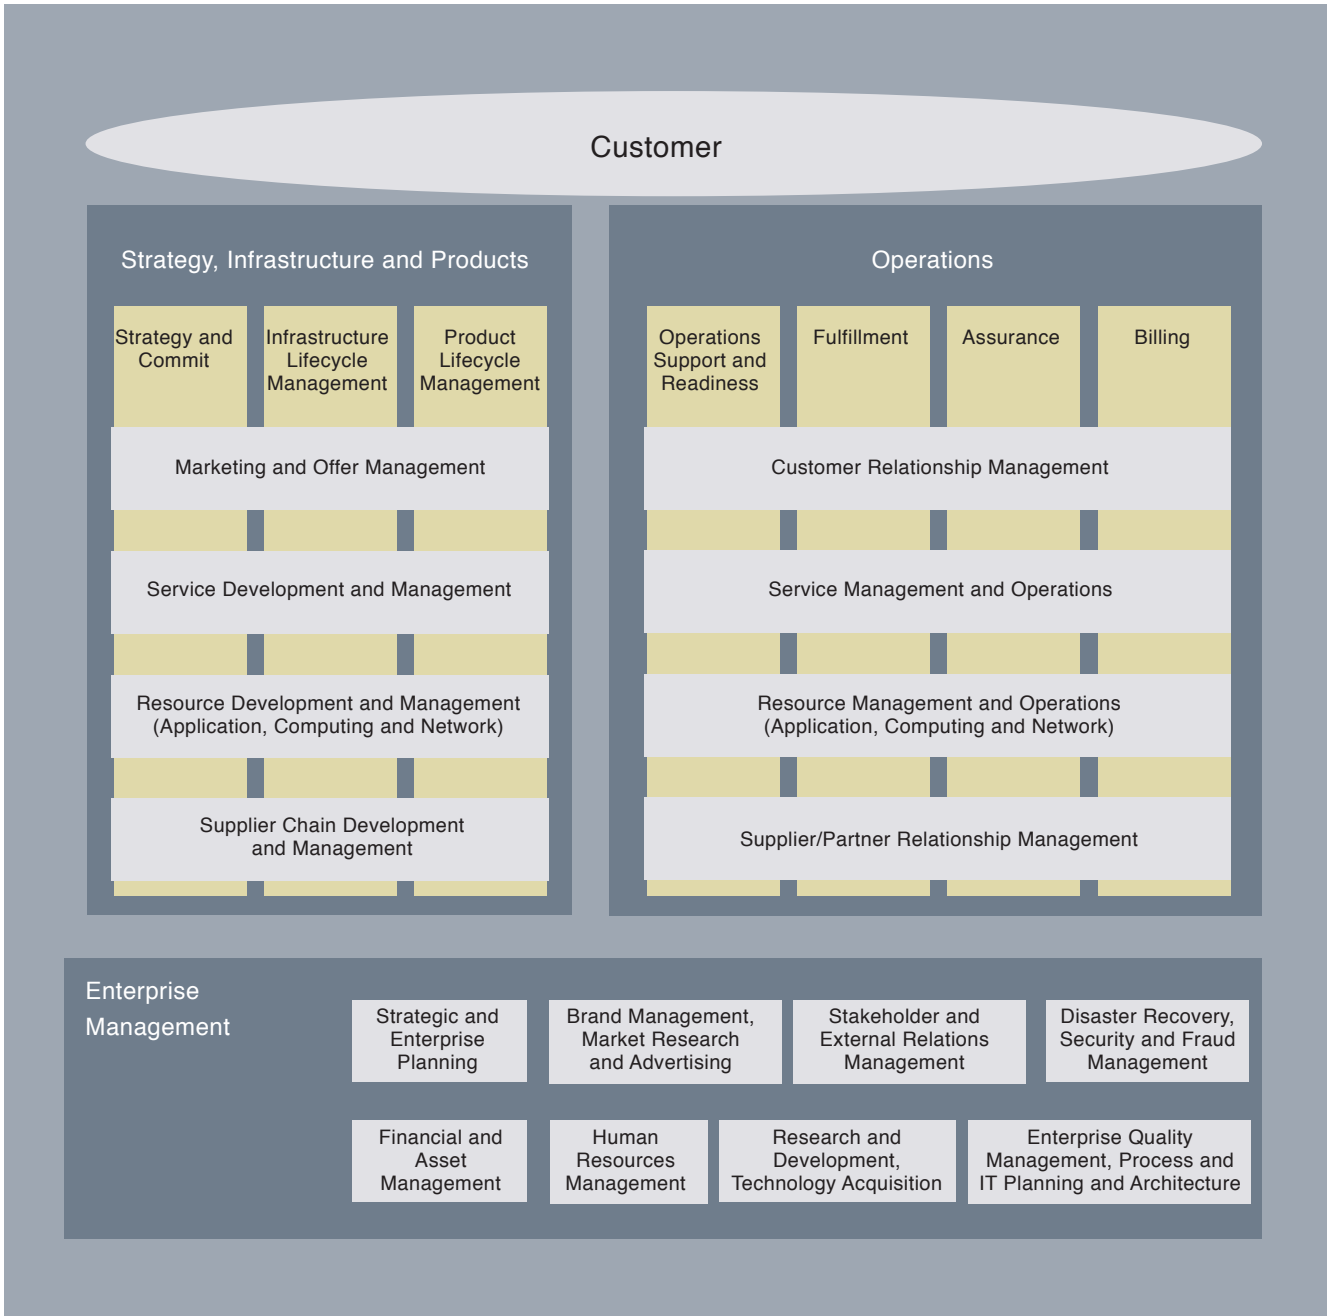 Customer
Strategy, Infrastructure and Products
Strategy and
Commit
Infrastructure
Lifecycle
Management
Product
Lifecycle
Management
Marketing and Offer Management
Service Development and Management
Resource Development and Management
(Application, Computing and Network)
Supplier Chain Development
and Management
Operations
Operations
Support and
Readiness
Fulfillment
Assurance
Billing
Customer Relationship Management
Service Management and Operations
Resource Management and Operations
(Application, Computing and Network)
Supplier/Partner Relationship Management
Enterprise
Management
Strategic and
Enterprise
Planning
Brand Management,
Market Research
and Advertising
Stakeholder and
External Relations
Management
Disaster Recovery,
Security and Fraud
Management
Financial and
Asset
Management
Human
Resources
Management
Research and
Development,
Technology Acquisition
Enterprise Quality
Management, Process and
IT Planning and Architecture